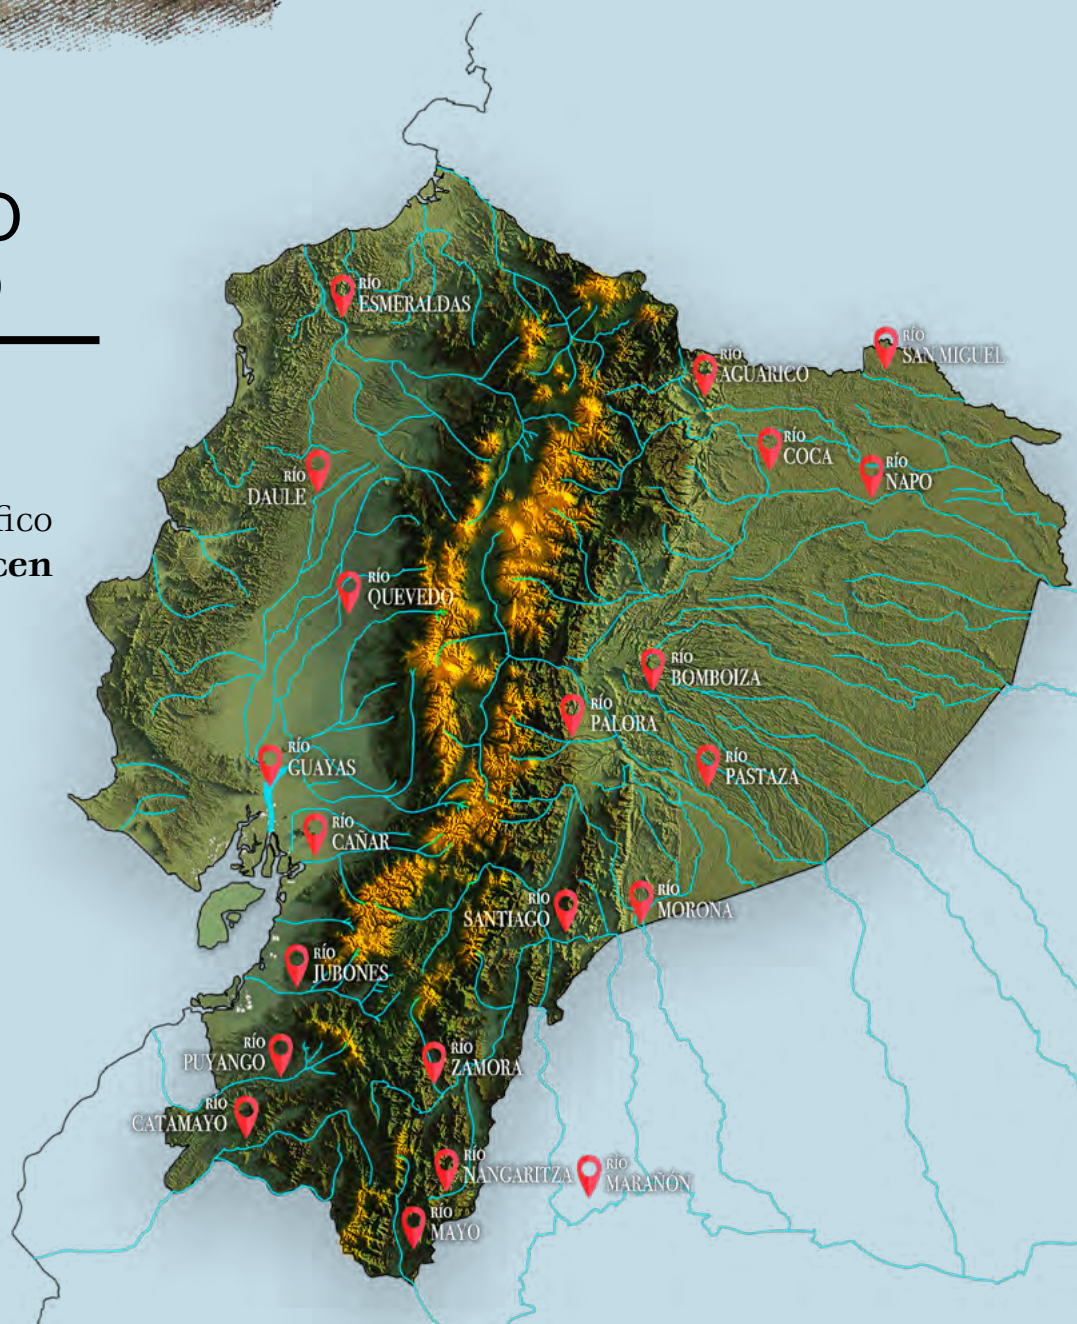 O
O
fico
cen
RÍO
ESMERALDAS
RÍO
SAN MIGUEL
RÍO
AGUARICO
RÍO
COCA
RÍO
NAPO
RÍO
DAULE
RÍO
QUEVEDO
RÍO
BOMBOIZA
RÍO
PALORA
RÍO
GUAYAS
RÍO
PASTAZA
RÍO
CAÑAR
RÍO
SANTIAGO
RÍO
MORONA
RÍO
JUBONES
RÍO
PUYANGO
RÍO
ZAMORA
RÍO
CATAMAYO
RÍO
NANGARITZA
RÍO
MARAÑÓN
RÍO
MAYO